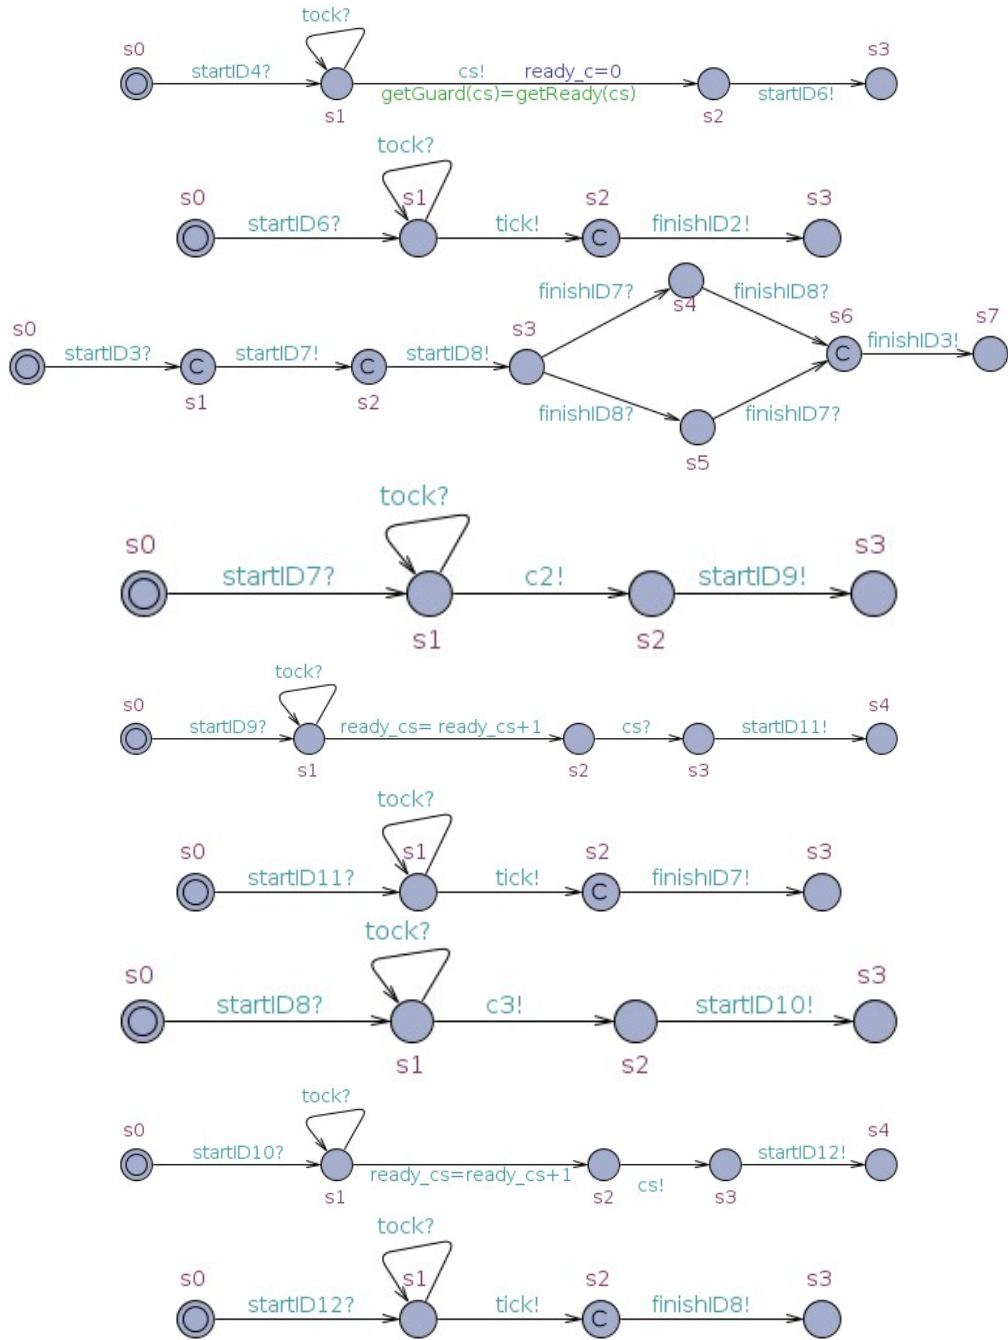 tock?
s0
s3
startID4?
cs!
ready_c=0
getGuard(cs)=getReady(cs)
startID6!
s1
s2
tock?
s0
s1
s2
s3
startID6?
tick!
C
finishID2!
finishID7?
s4
finishID8?
s0
s3
s6
s7
startID3?
C
startID7!
C
startID8!
C
finishID3!
s1
s2
finishID8?
finishID7?
s5
tock?
s0
s3
startID7?
c2!
startID9!
s1
s2
tock?
s0
s4
startID9?
ready_cs= ready_cs+1
cs?
startID11!
s1
s2
s3
tock?
s0
s1
s2
s3
startID11?
tick!
C
finishID7!
tock?
s0
s3
startID8?
c3!
startID10!
s1
s2
tock?
s0
s4
startID10?
ready_cs=ready_cs+1
cs!
startID12!
s1
s2
s3
tock?
s0
s1
s2
s3
startID12?
tick!
C
finishID8!